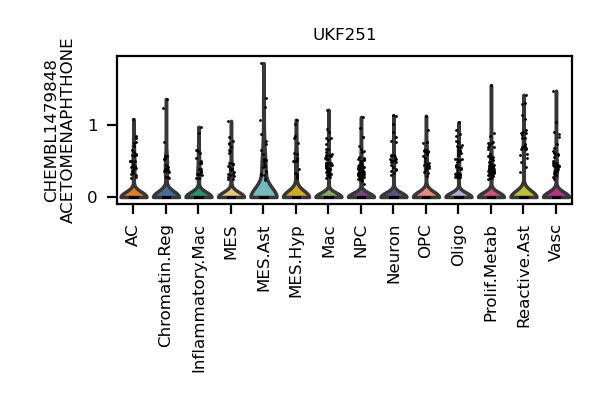 UKF251
CHEMBL1479848
ACETOMENAPHTHONE
1
0
AC
Chromatin.Reg
Inflammatory.Mac
MES
MES.Ast
MES.Hyp
Mac
NPC
Neuron
OPC
Oligo
Prolif.Metab
Reactive.Ast
Vasc